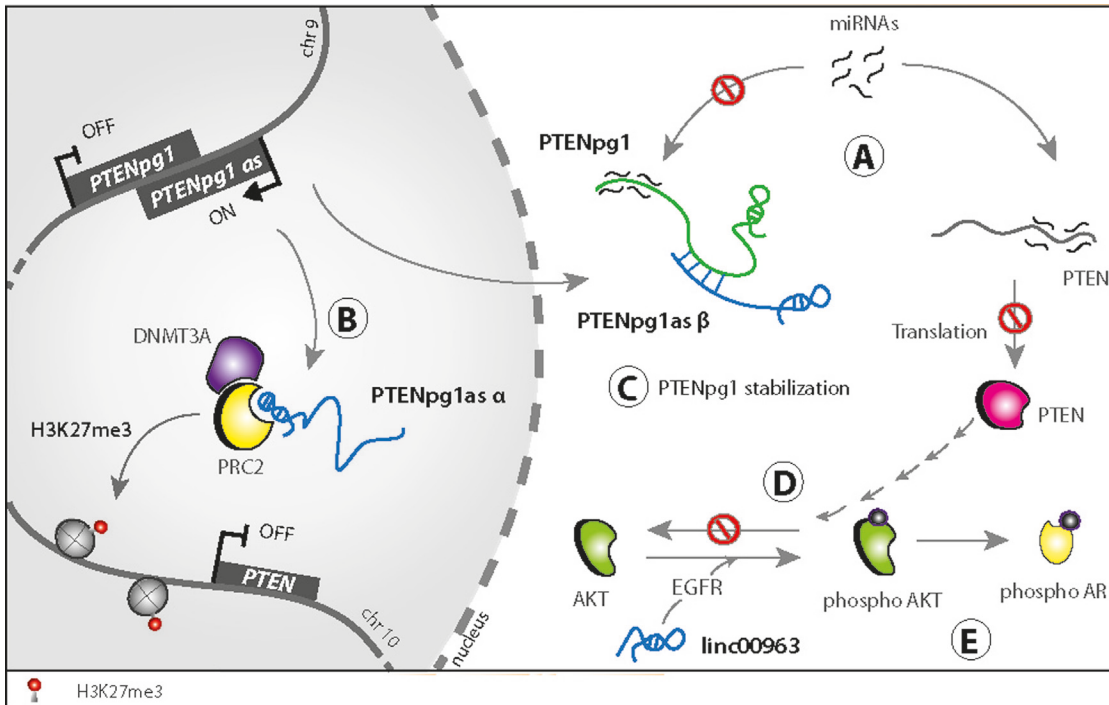 chr 9
OFF
PTENpg1
PTENpg1 as
ON
B
DNMT3A
PTENpg1as α
H3K27me3
PRC2
OFF
PTEN
chr 10
nucleus
miRNAs
A
PTENpg1
PTEN
PTENpg1as β
Translation
C PTENpg1 stabilization
PTEN
D
AKT
EGFR
phospho AKT
phospho AR
linc00963
E
H3K27me3